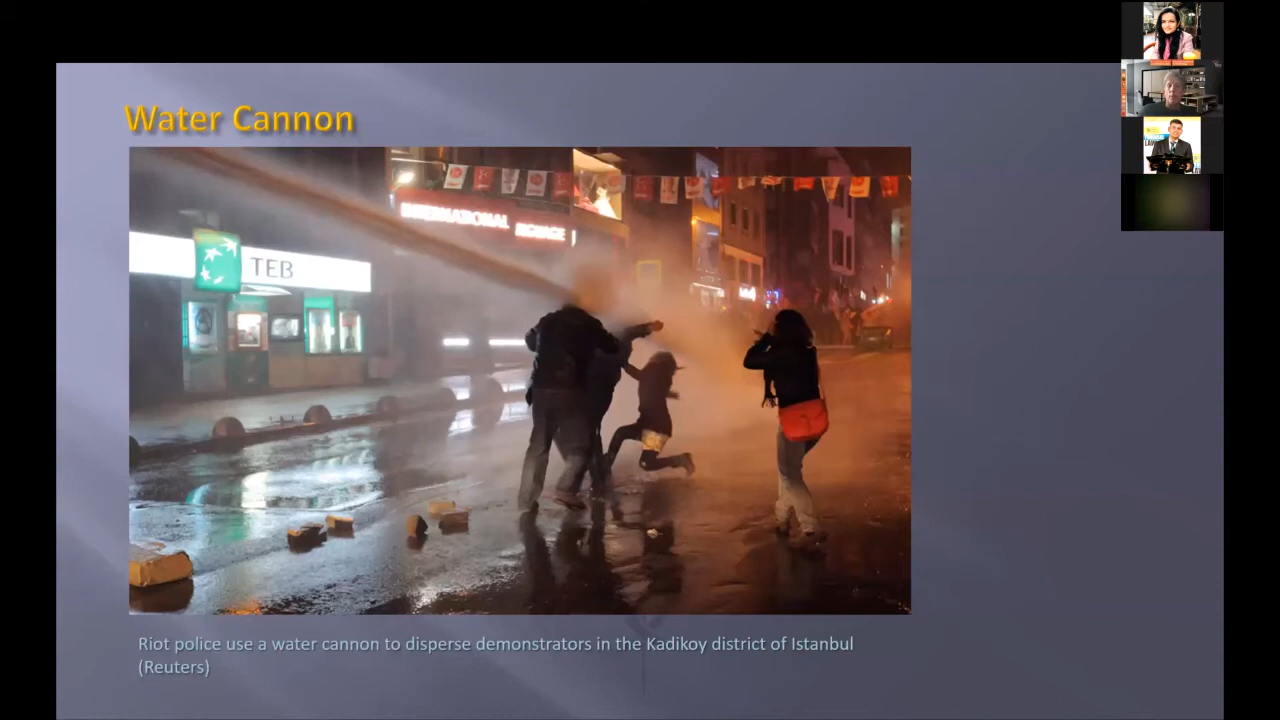 Water Cannon
INTERNATIONAL
TEB
Riot police use a water cannon to disperse demonstrators in the Kadikoy district of Istanbul
(Reuters)